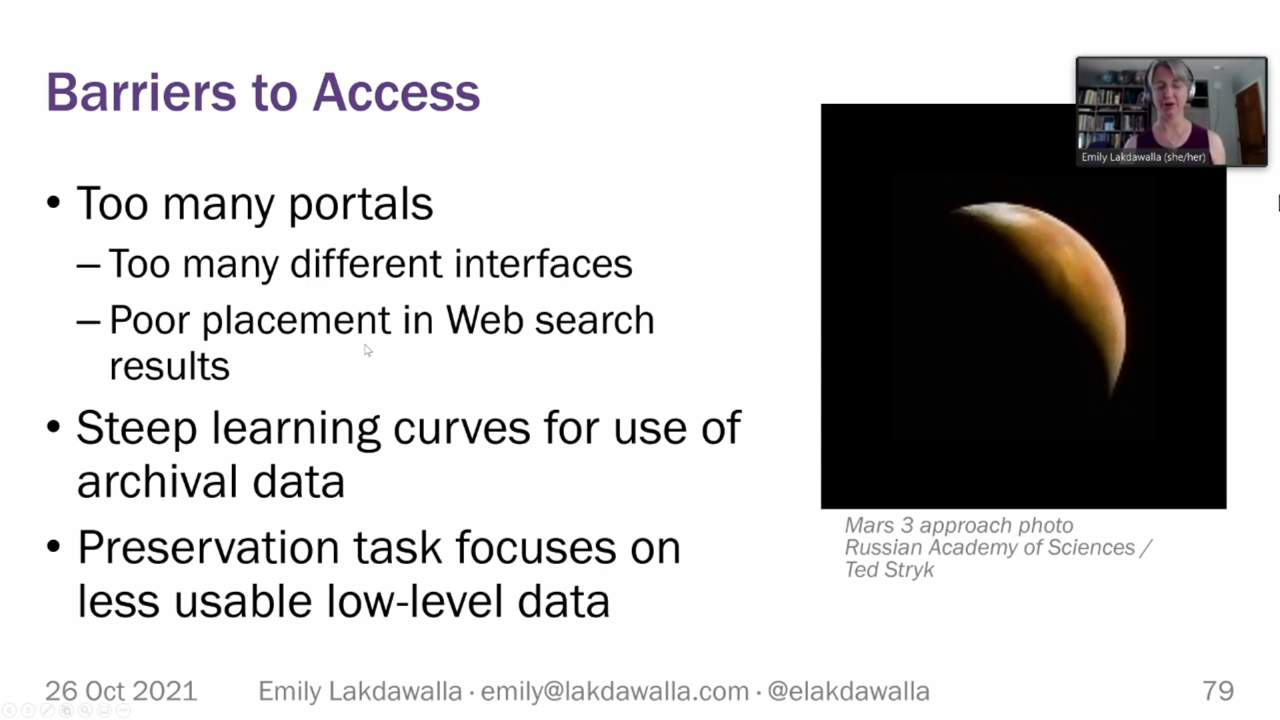 Barriers to Access
Emily Lakdawalla (she/her)
• Too many portals
– Too many different interfaces
– Poor placement in Web search
results
• Steep learning curves for use of
archival data
• Preservation task focuses on
less usable low-level data
Mars 3 approach photo
Russian Academy of Sciences /
Ted Stryk
26 Oct 2021 Emily Lakdawalla · emily@lakdawalla.com · @elakdawalla 79